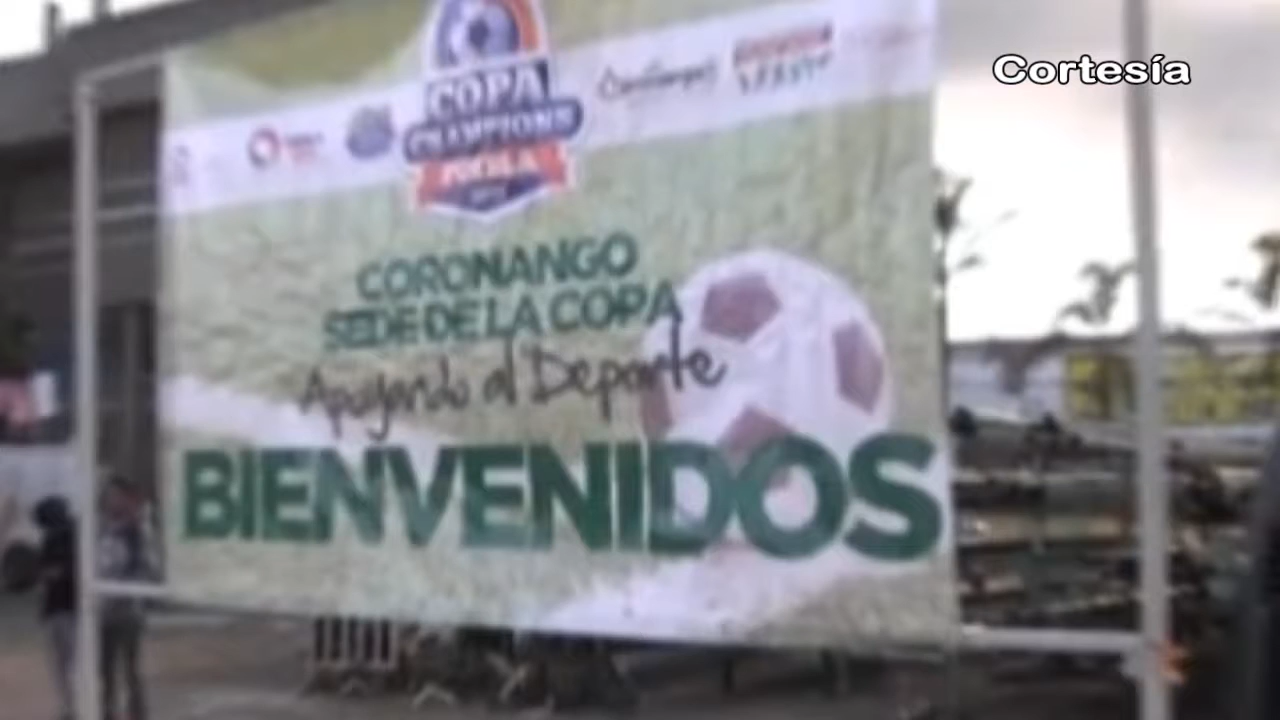 Cortesía
COPA
CHAMPIONS
PUEBLA
CORONANGO
SEDE DE LA COPA
Apoyando al Deporte
BIENVENIDOS